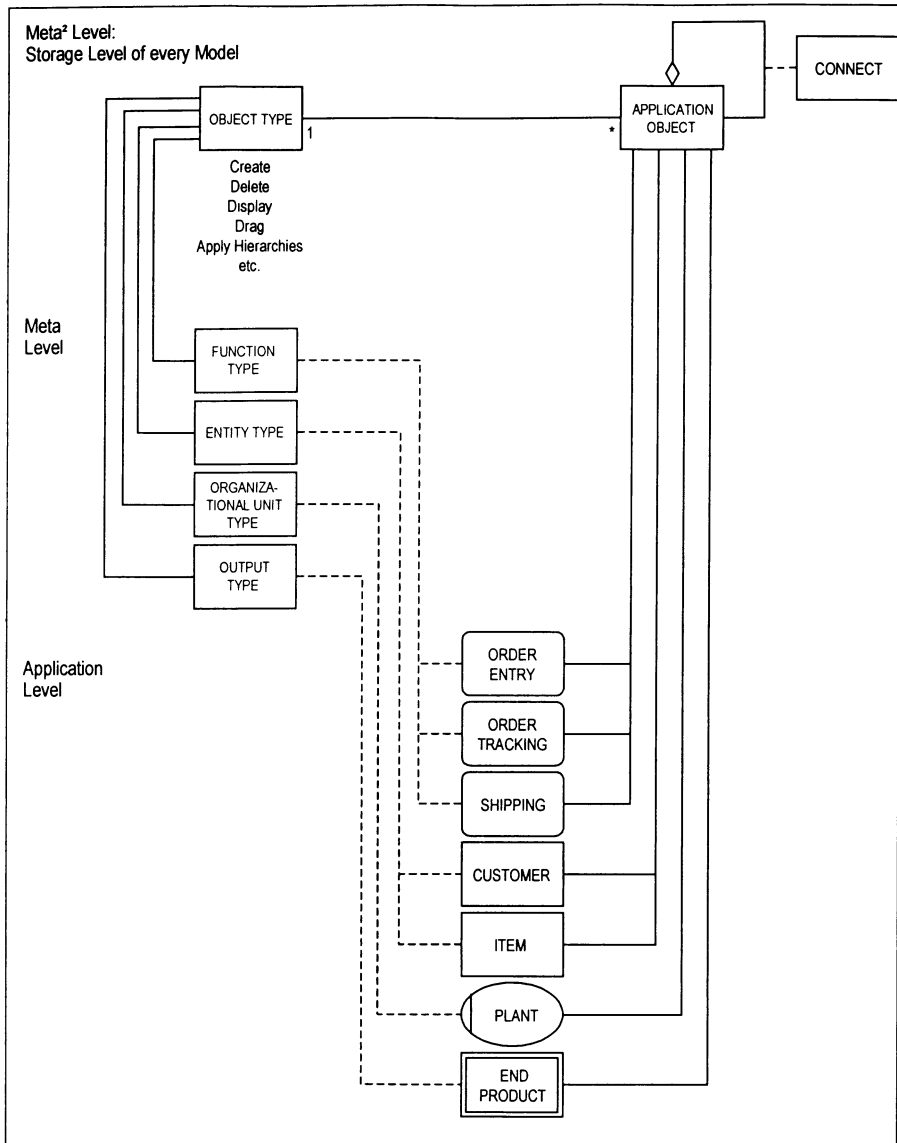 Meta² Level:
Storage Level of every Model
CONNECT
OBJECT TYPE
1
*
APPLICATION
OBJECT
Create
Delete
Display
Drag
Apply Hierarchies
etc.
Meta
Level
FUNCTION
TYPE
ENTITY TYPE
ORGANIZA-
TIONAL UNIT
TYPE
OUTPUT
TYPE
Application
Level
ORDER
ENTRY
ORDER
TRACKING
SHIPPING
CUSTOMER
ITEM
PLANT
END
PRODUCT